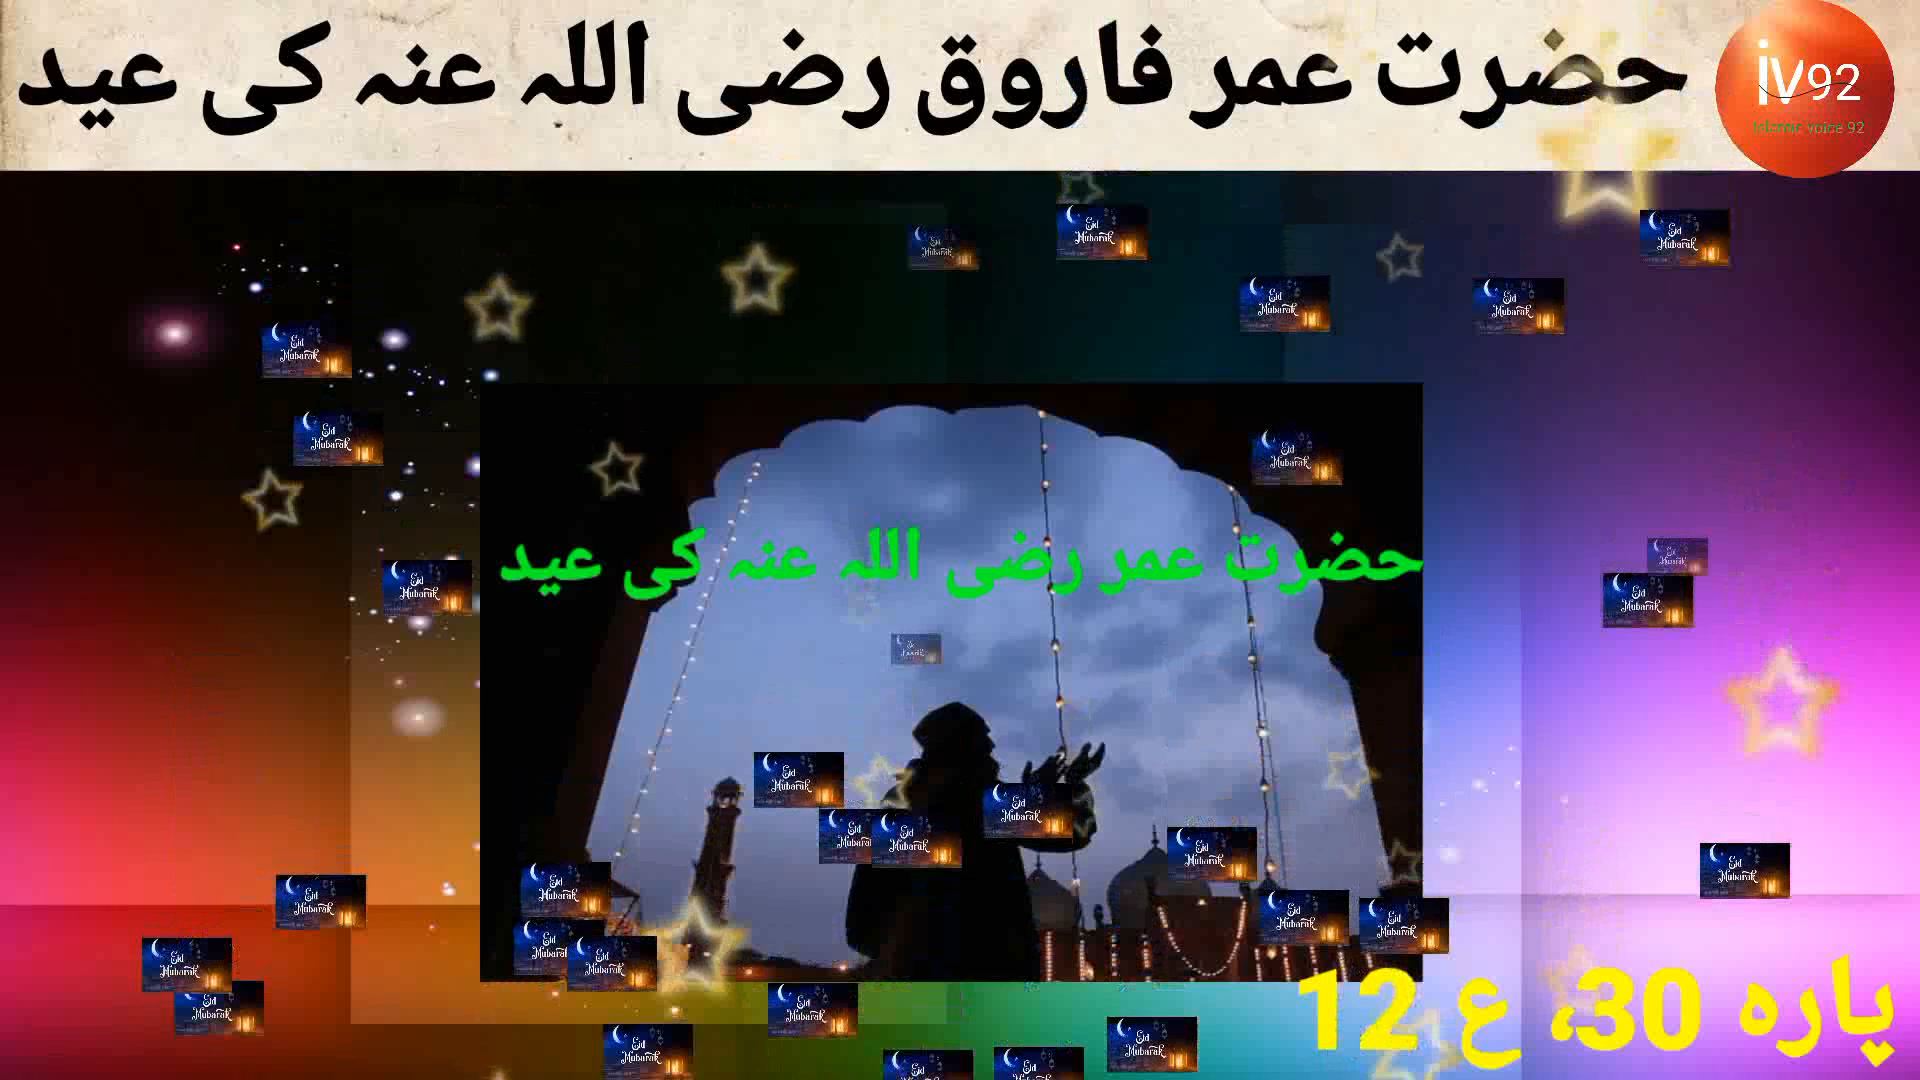 حضرت عمر فاروق رضی اللہ عنہ کی عید
iv92
Islamic voice 92
حضرت عمر رضی اللہ عنہ کی عید
Eid Mubarak
پارہ 30، ع 12